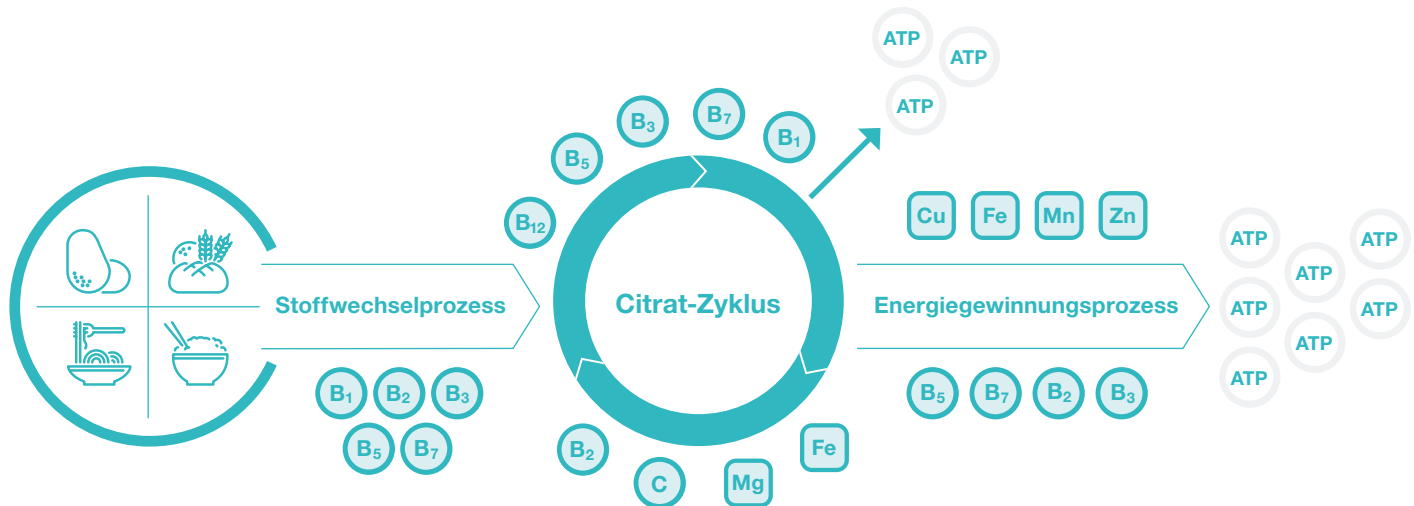 Stoffwechselprozess
B₁ B₂ B₃
B₅ B₇
B₁₂
B₅
B₃
B₇
B₁
Citrat-Zyklus
B₂
C
Mg
Fe
ATP
ATP
ATP
Cu Fe Mn Zn
Energiegewinnungsprozess
B₅ B₇ B₂ B₃
ATP
ATP
ATP
ATP
ATP
ATP
ATP